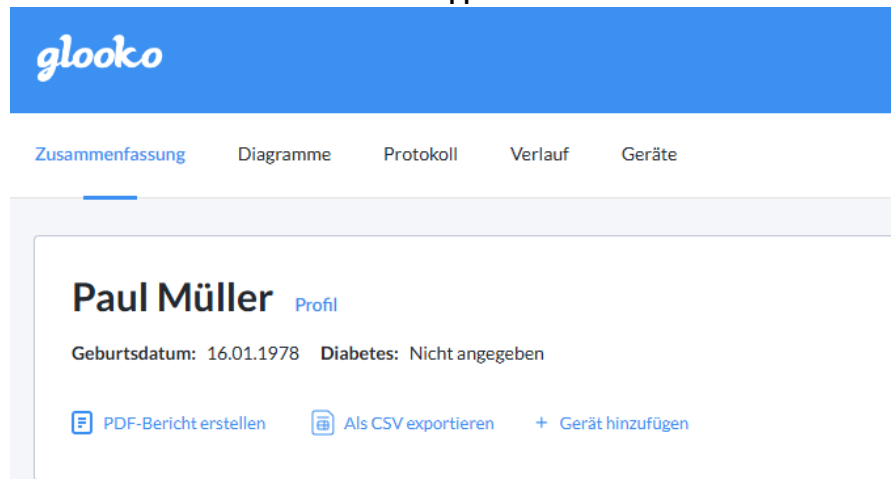 glooko
Zusammenfassung Diagramme Protokoll Verlauf Geräte
Paul Müller Profil
Geburtsdatum: 16.01.1978 Diabetes: Nicht angegeben
PDF-Bericht erstellen Als CSV exportieren + Gerät hinzufügen